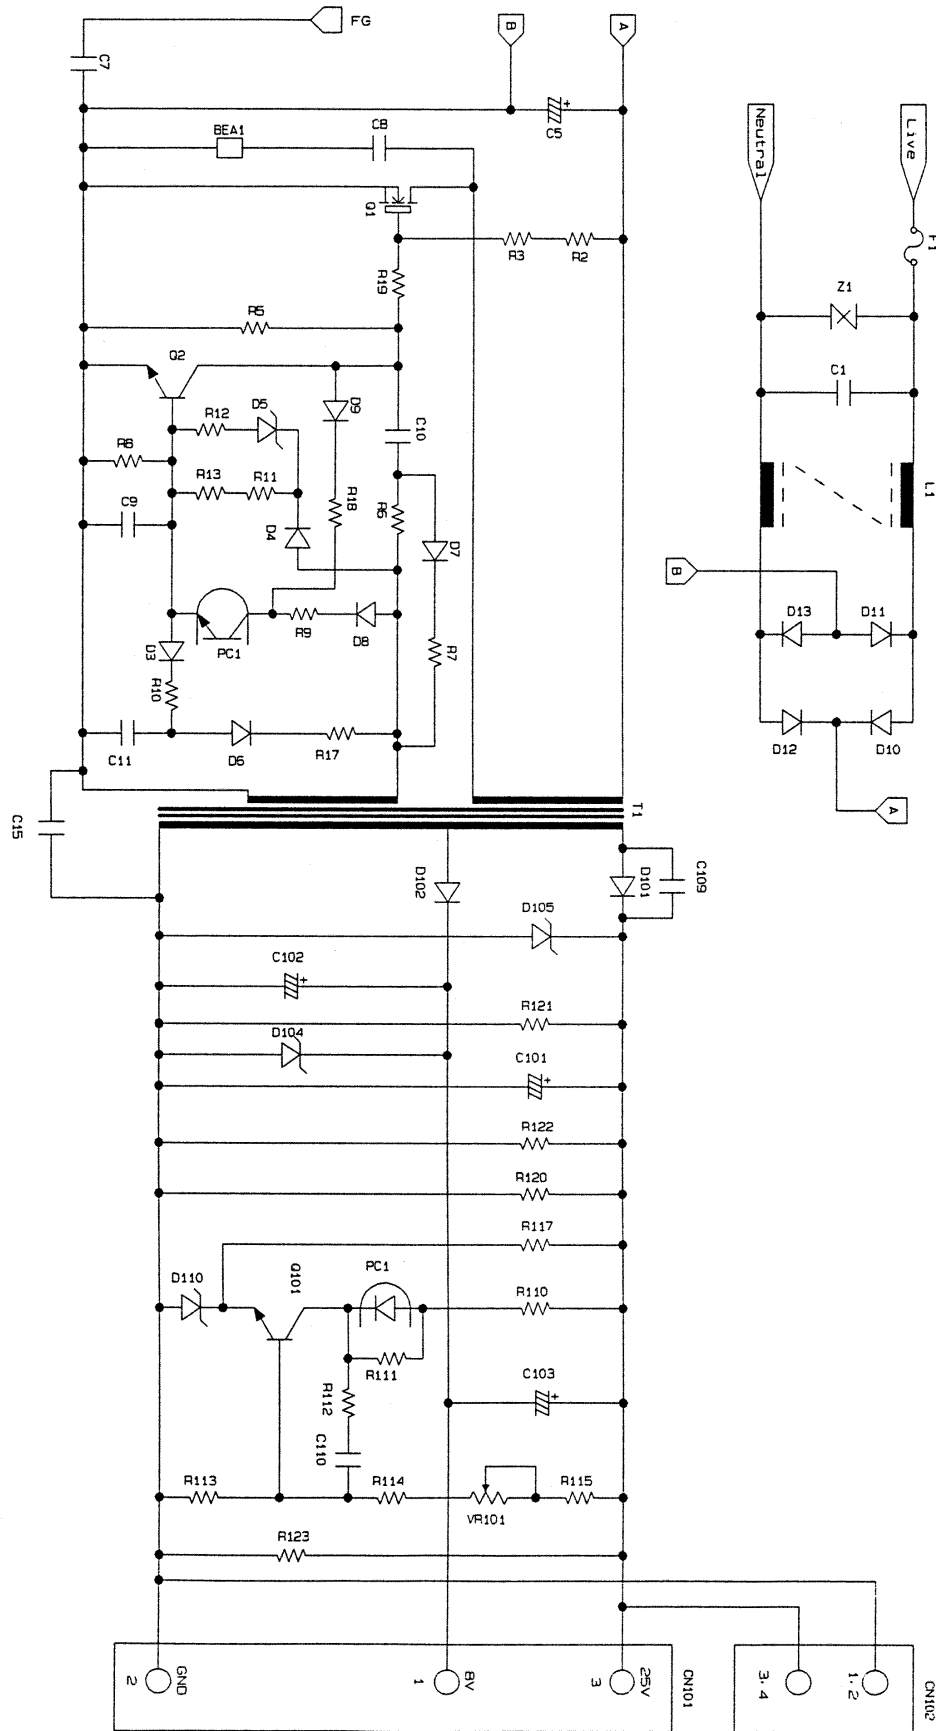 FG
B
A
C7
C5
BEA1
C8
Q1
R3
R2
R19
R5
Q2
D9
C10
R12
D5
R6
R13
R11
C9
R18
R6
D4
D7
D3
PC1
R9
D8
R7
R10
C11
D6
R17
C15
T1
Neutral
Live
F1
Z1
C1
L1
B
D13
D11
D12
D10
A
D102
D101
C109
D105
C102
R121
D104
C101
R122
R120
R117
D110
Q101
PC1
R110
R111
R112
C103
C110
R113
R114
VR101
R115
R123
GND
2
8V
1
25V
3
CN101
3, 4
1, 2
CN102